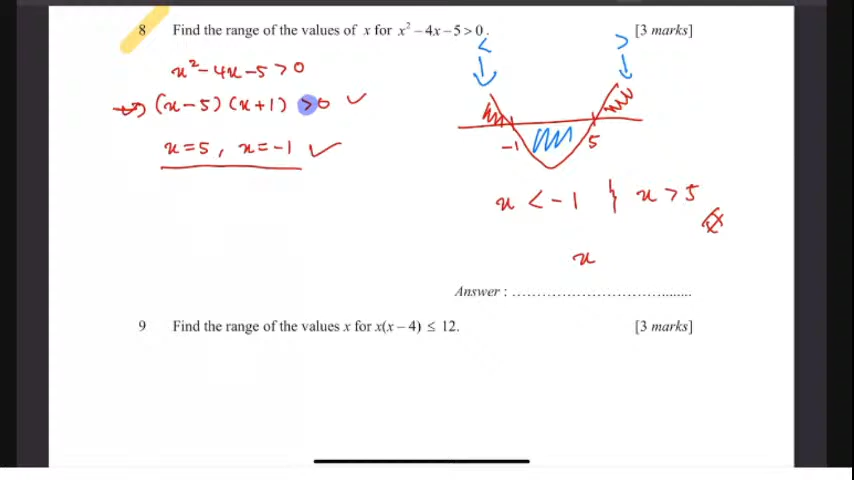 8 Find the range of the values of x for x² − 4x − 5 > 0. [3 marks]
x² − 4x − 5 > 0
(x − 5) (x + 1) > 0 ✓
x = 5, x = −1 ✓
< >
−1 5
x < −1 } x > 5
x
Answer : ....................................
9 Find the range of the values x for x(x − 4) ≤ 12. [3 marks]